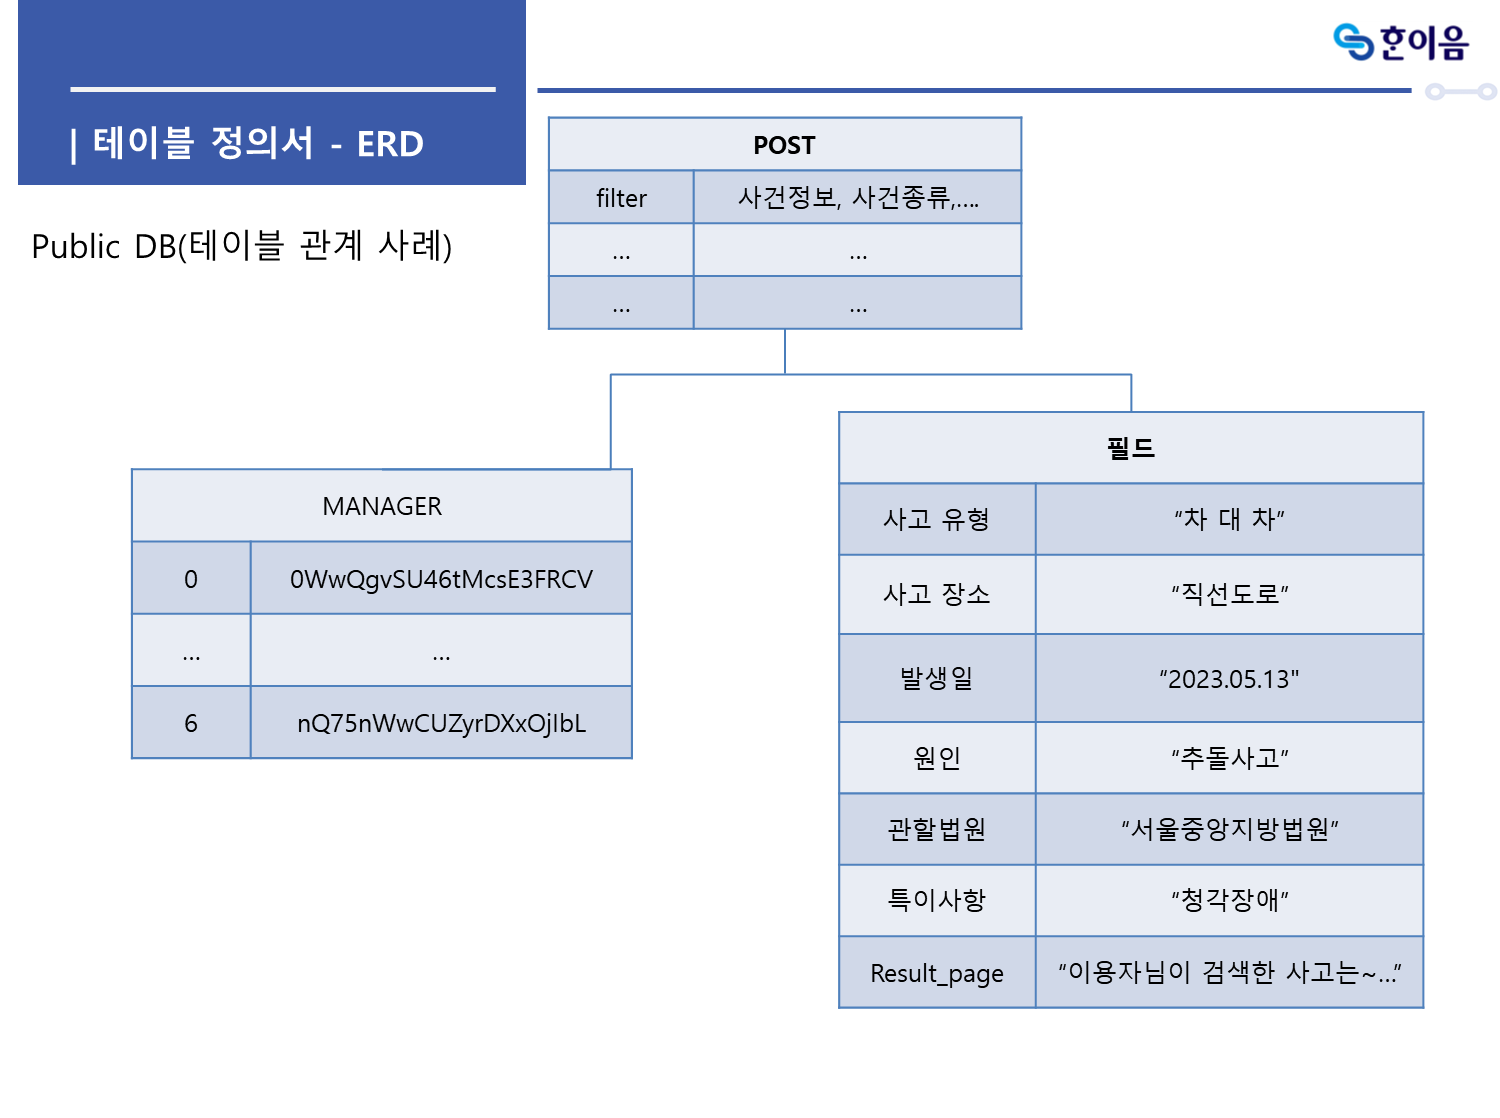 한이음
| 테이블 정의서 - ERD
Public DB(테이블 관계 사례)
POST
filter 사건정보, 사건종류,....
... ...
... ...
MANAGER
0 0WwQgvSU46tMcsE3FRCV
... ...
6 nQ75nWwCUZyrDXxOjIbL
필드
사고 유형 “차 대 차”
사고 장소 “직선도로”
발생일 “2023.05.13"
원인 “추돌사고”
관할법원 “서울중앙지방법원”
특이사항 “청각장애”
Result_page “이용자님이 검색한 사고는~...”